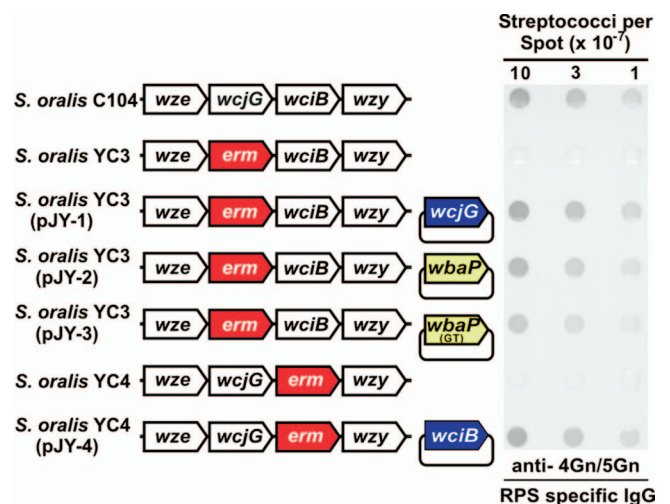 Streptococci per
Spot (x 10⁻⁷)
10 3 1
S. oralis C104 wze wcjG wciB wzy
S. oralis YC3 wze erm wciB wzy
S. oralis YC3 wze erm wciB wzy wcjG
(pJY-1)
S. oralis YC3 wze erm wciB wzy wbaP
(pJY-2)
S. oralis YC3 wze erm wciB wzy wbaP
(pJY-3) (GT)
S. oralis YC4 wze wcjG erm wzy
S. oralis YC4 wze wcjG erm wzy wciB
(pJY-4)
anti- 4Gn/5Gn
RPS specific IgG